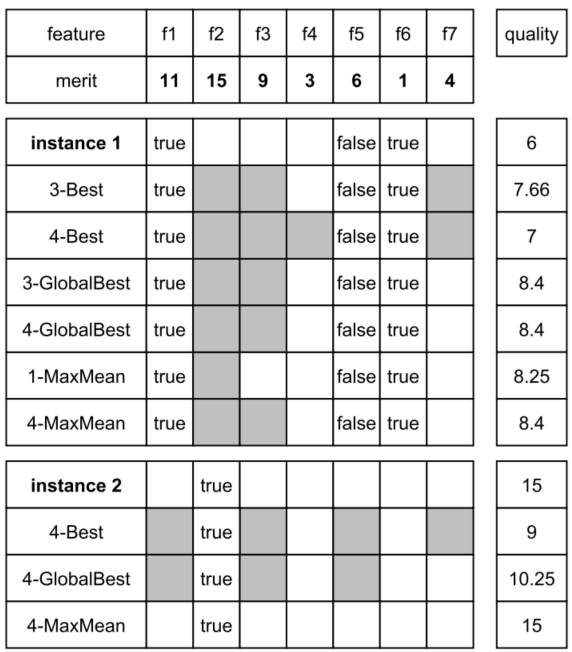 feature f1 f2 f3 f4 f5 f6 f7 quality
merit 11 15 9 3 6 1 4
instance 1 true false true 6
3-Best true false true 7.66
4-Best true false true 7
3-GlobalBest true false true 8.4
4-GlobalBest true false true 8.4
1-MaxMean true false true 8.25
4-MaxMean true false true 8.4
instance 2 true 15
4-Best true 9
4-GlobalBest true 10.25
4-MaxMean true 15